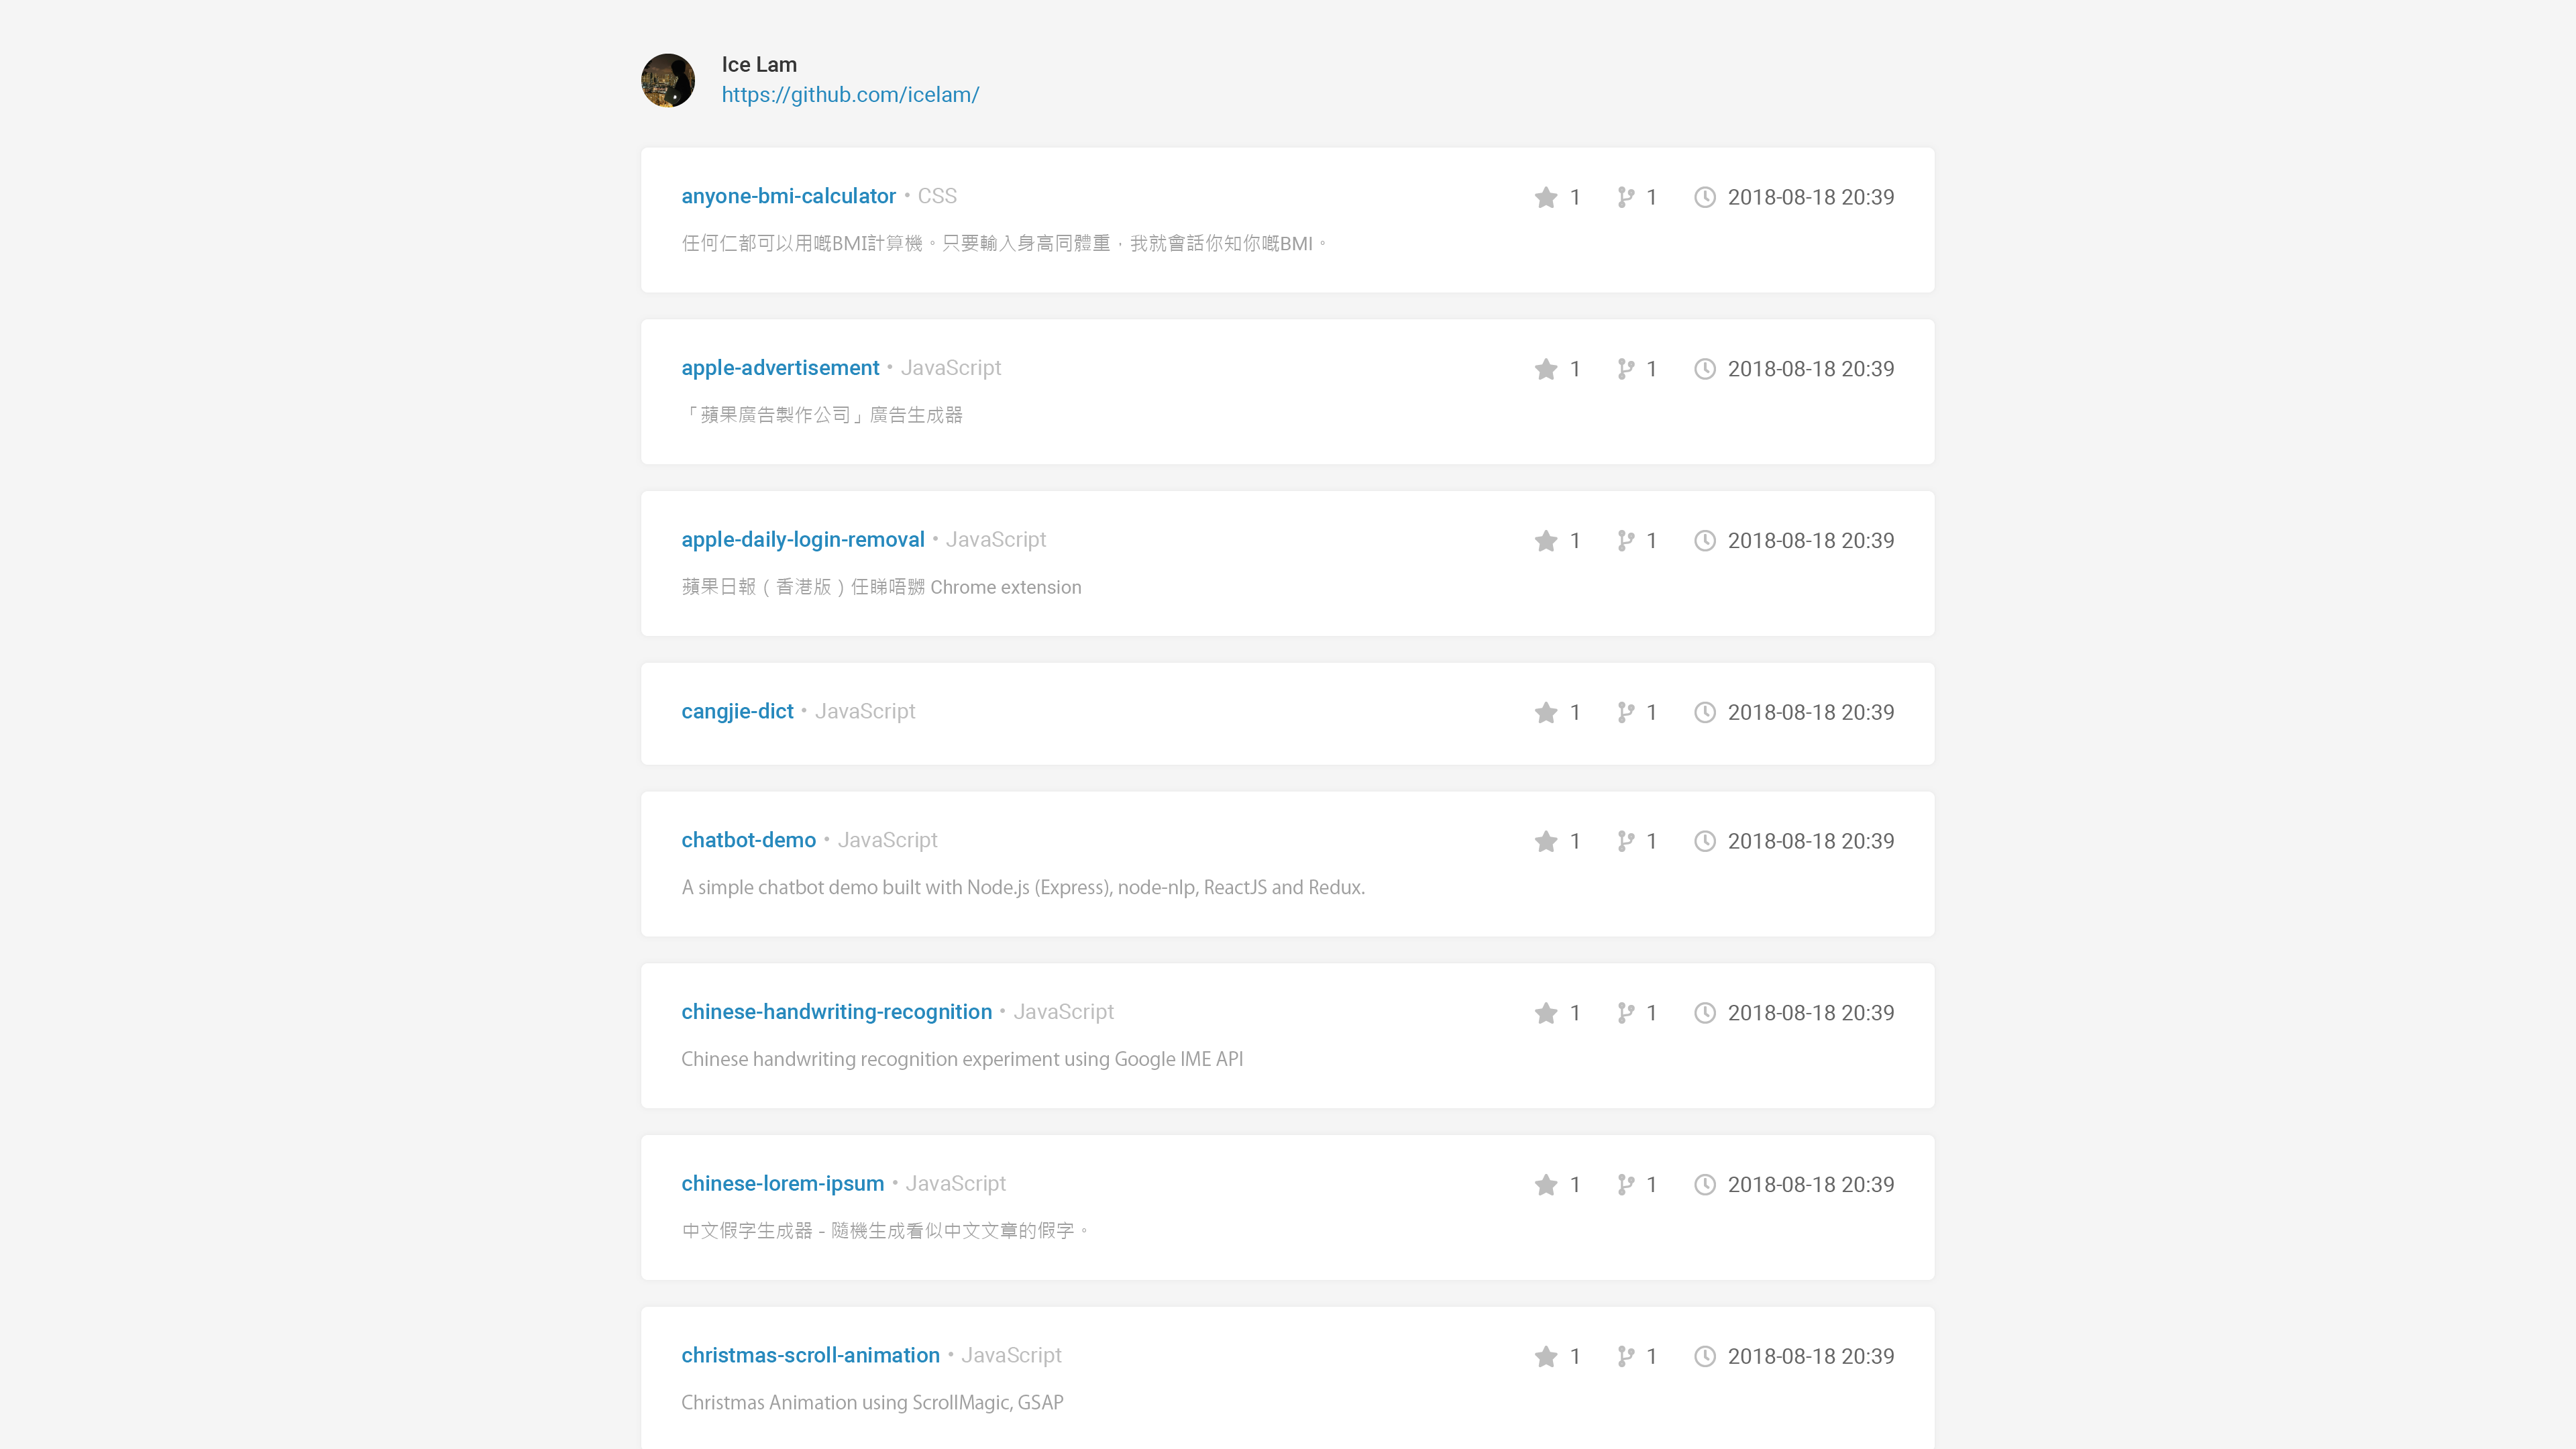 Ice Lam
https://github.com/icelam/
anyone-bmi-calculator • CSS 1 1 2018-08-18 20:39
任何仁都可以用嘅BMI計算機。只要輸入身高同體重，我就會話你知你嘅BMI。
apple-advertisement • JavaScript 1 1 2018-08-18 20:39
「蘋果廣告製作公司」廣告生成器
apple-daily-login-removal • JavaScript 1 1 2018-08-18 20:39
蘋果日報（香港版）任睇唔嬲 Chrome extension
cangjie-dict • JavaScript 1 1 2018-08-18 20:39
chatbot-demo • JavaScript 1 1 2018-08-18 20:39
A simple chatbot demo built with Node.js (Express), node-nlp, ReactJS and Redux.
chinese-handwriting-recognition • JavaScript 1 1 2018-08-18 20:39
Chinese handwriting recognition experiment using Google IME API
chinese-lorem-ipsum • JavaScript 1 1 2018-08-18 20:39
中文假字生成器 - 隨機生成看似中文文章的假字。
christmas-scroll-animation • JavaScript 1 1 2018-08-18 20:39
Christmas Animation using ScrollMagic, GSAP